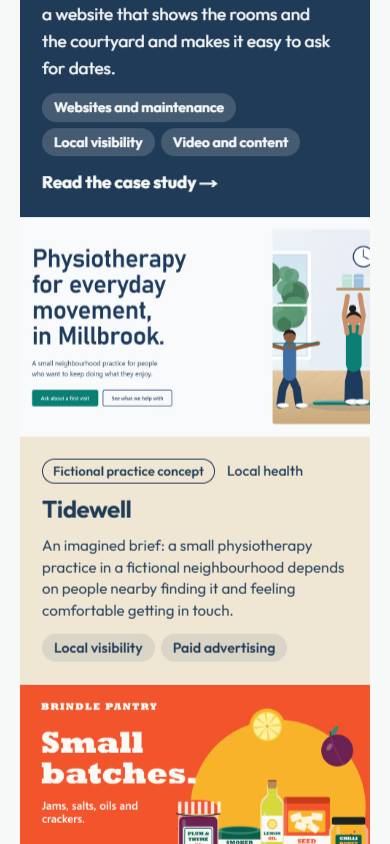 a website that shows the rooms and
the courtyard and makes it easy to ask
for dates.
Websites and maintenance
Local visibility
Video and content
Read the case study →
Physiotherapy
for everyday
movement,
in Millbrook.
A small neighbourhood practice for people
who want to keep doing what they enjoy.
Ask about a first visit
See what we help with
Fictional practice concept
Local health
Tidewell
An imagined brief: a small physiotherapy
practice in a fictional neighbourhood depends
on people nearby finding it and feeling
comfortable getting in touch.
Local visibility
Paid advertising
BRINDLE PANTRY
Small
batches.
Jams, salts, oils and
crackers.
LEMON
OIL
PLUM &
THYME
SMOKED
SEED
CHILLI